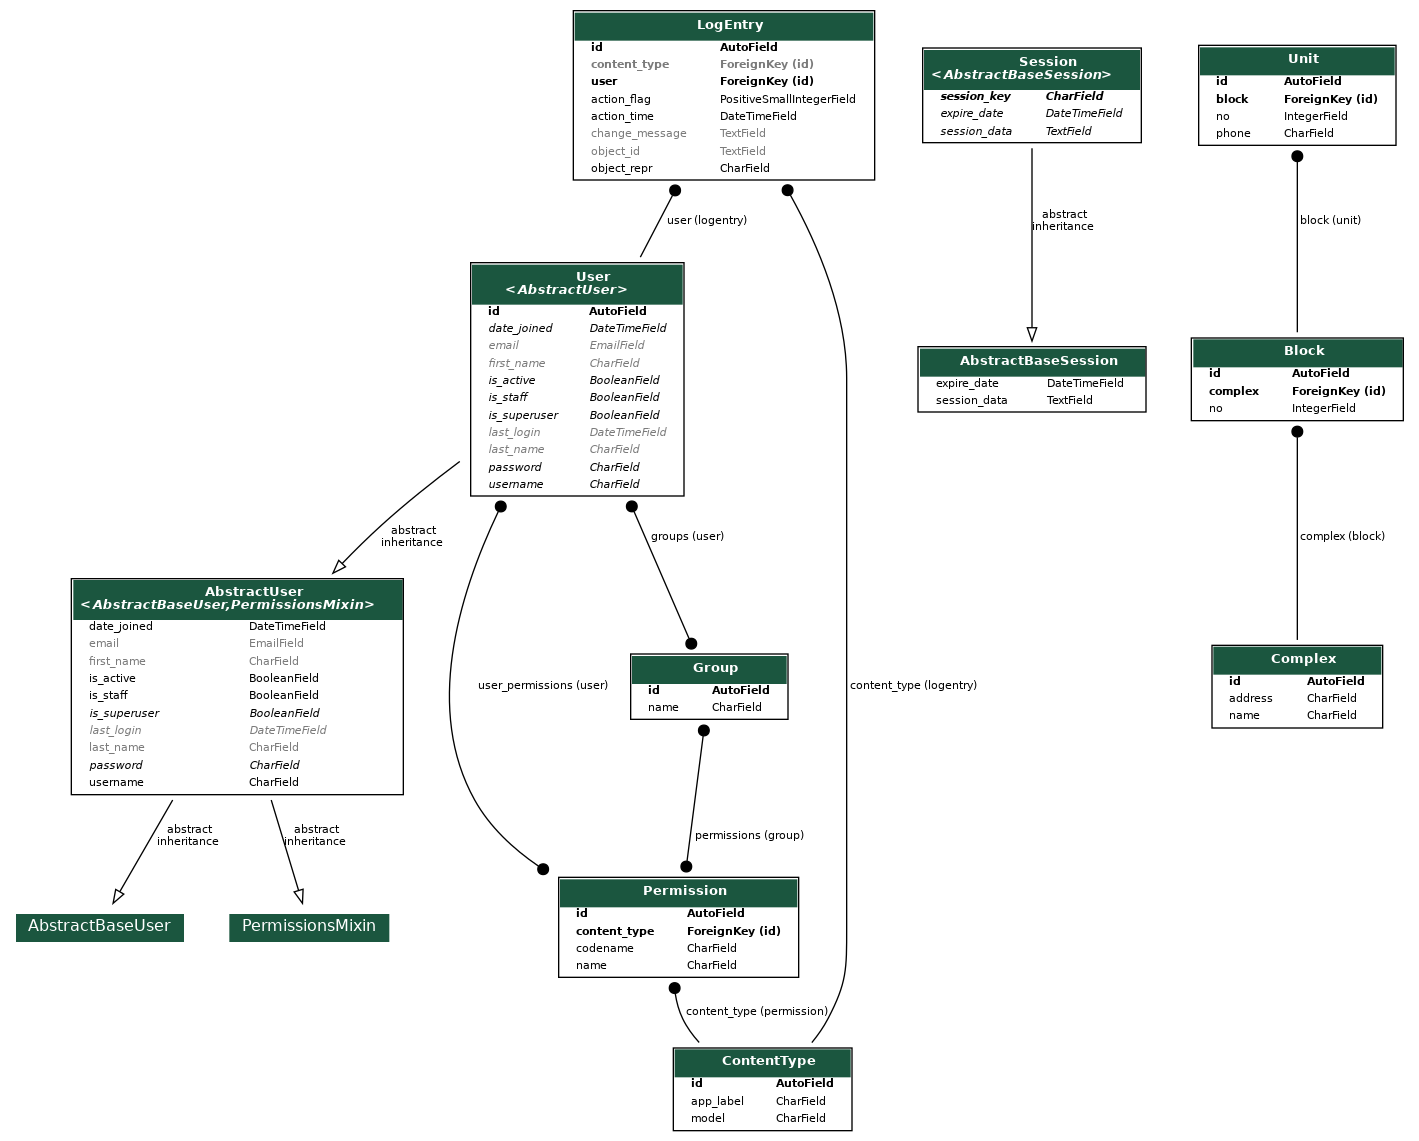 LogEntry
id AutoField
content_type ForeignKey (id)
user ForeignKey (id)
action_flag PositiveSmallIntegerField
action_time DateTimeField
change_message TextField
object_id TextField
object_repr CharField
Session
<AbstractBaseSession>
session_key CharField
expire_date DateTimeField
session_data TextField
Unit
id AutoField
block ForeignKey (id)
no IntegerField
phone CharField
user (logentry)
abstract
inheritance
block (unit)
User
<AbstractUser>
id AutoField
date_joined DateTimeField
email EmailField
first_name CharField
is_active BooleanField
is_staff BooleanField
is_superuser BooleanField
last_login DateTimeField
last_name CharField
password CharField
username CharField
AbstractBaseSession
expire_date DateTimeField
session_data TextField
Block
id AutoField
complex ForeignKey (id)
no IntegerField
abstract
inheritance
groups (user)
complex (block)
AbstractUser
<AbstractBaseUser,PermissionsMixin>
date_joined DateTimeField
email EmailField
first_name CharField
is_active BooleanField
is_staff BooleanField
is_superuser BooleanField
last_login DateTimeField
last_name CharField
password CharField
username CharField
user_permissions (user)
Group
id AutoField
name CharField
content_type (logentry)
Complex
id AutoField
address CharField
name CharField
abstract
inheritance
abstract
inheritance
permissions (group)
AbstractBaseUser
PermissionsMixin
Permission
id AutoField
content_type ForeignKey (id)
codename CharField
name CharField
content_type (permission)
ContentType
id AutoField
app_label CharField
model CharField